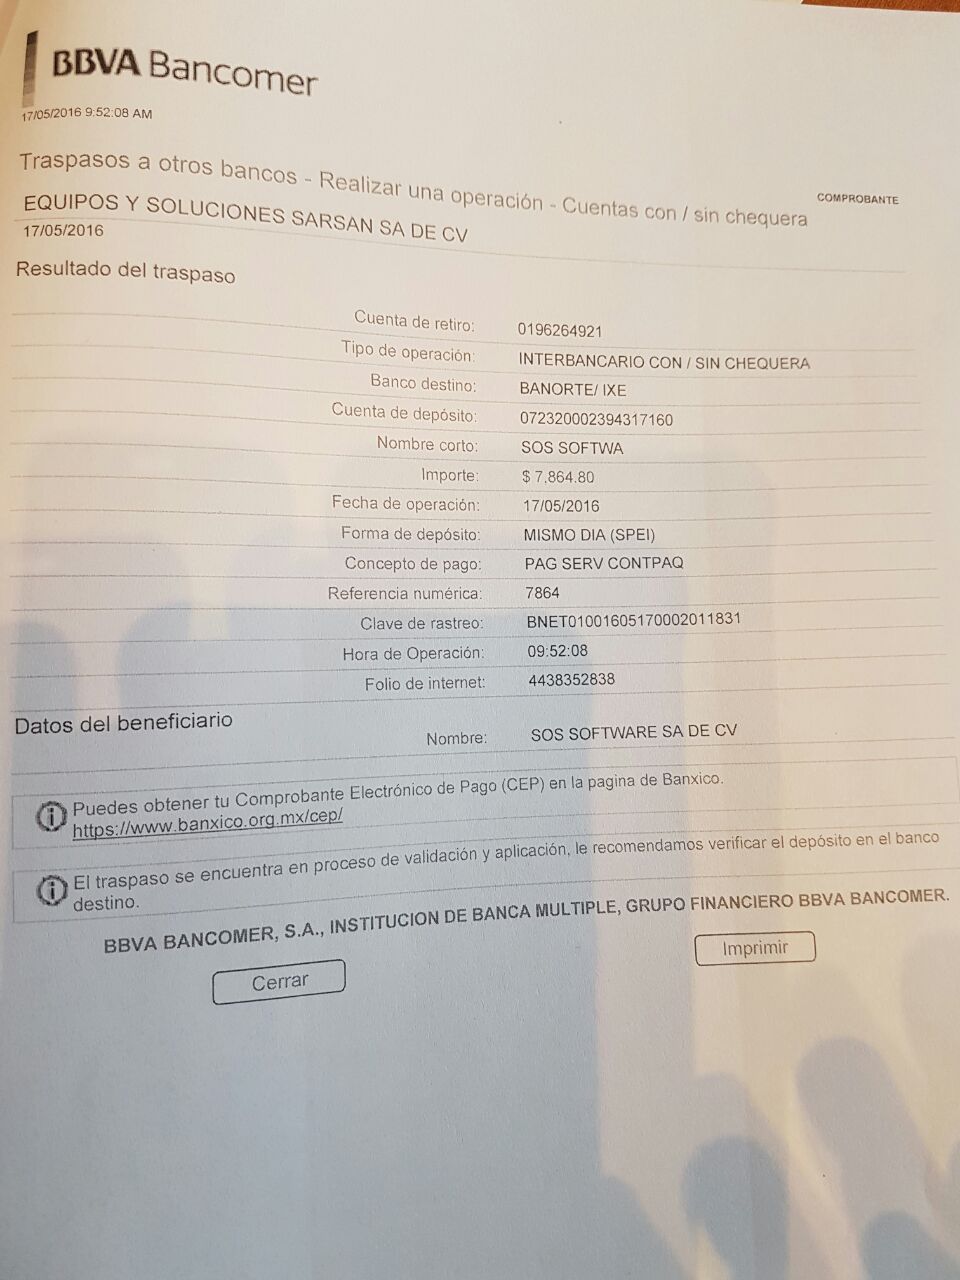 BBVA Bancomer
17/05/2016 9:52:08 AM
Traspasos a otros bancos - Realizar una operación - Cuentas con / sin chequera
COMPROBANTE
EQUIPOS Y SOLUCIONES SARSAN SA DE CV
17/05/2016
Resultado del traspaso
Cuenta de retiro: 0196264921
Tipo de operación: INTERBANCARIO CON / SIN CHEQUERA
Banco destino: BANORTE/ IXE
Cuenta de depósito: 072320002394317160
Nombre corto: SOS SOFTWA
Importe: $ 7,864.80
Fecha de operación: 17/05/2016
Forma de depósito: MISMO DIA (SPEI)
Concepto de pago: PAG SERV CONTPAQ
Referencia numérica: 7864
Clave de rastreo: BNET01001605170002011831
Hora de Operación: 09:52:08
Folio de internet: 4438352838
Datos del beneficiario
Nombre: SOS SOFTWARE SA DE CV
Puedes obtener tu Comprobante Electrónico de Pago (CEP) en la pagina de Banxico.
https://www.banxico.org.mx/cep/
El traspaso se encuentra en proceso de validación y aplicación, le recomendamos verificar el depósito en el banco
destino.
BBVA BANCOMER, S.A., INSTITUCION DE BANCA MULTIPLE, GRUPO FINANCIERO BBVA BANCOMER.
Cerrar
Imprimir